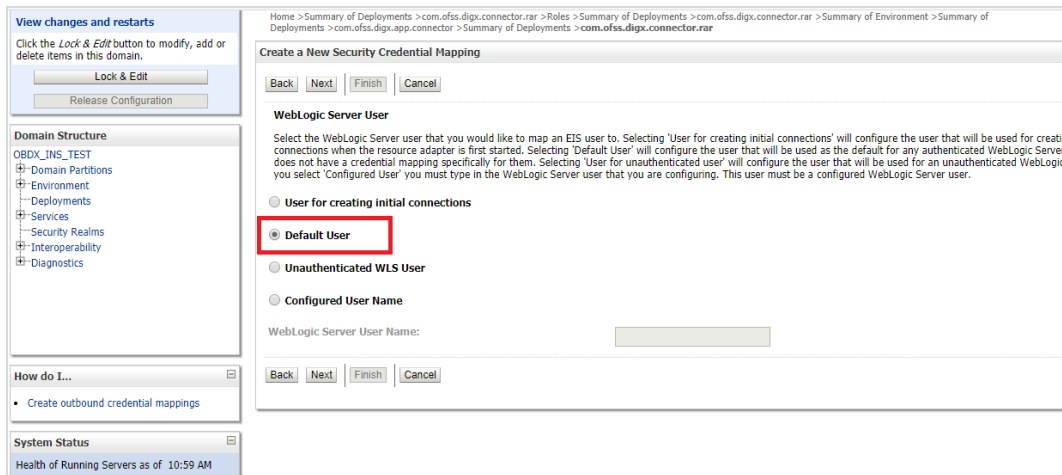 View changes and restarts
Click the Lock & Edit button to modify, add or
delete items in this domain.
Lock & Edit
Release Configuration
Domain Structure
OBDX_INS_TEST
Domain Partitions
Environment
Deployments
Services
Security Realms
Interoperability
Diagnostics
How do I...
Create outbound credential mappings
System Status
Health of Running Servers as of 10:59 AM
Home >Summary of Deployments >com.ofss.digx.connector.rar >Roles >Summary of Deployments >com.ofss.digx.connector.rar >Summary of Environment >Summary of
Deployments >com.ofss.digx.app.connector >Summary of Deployments >com.ofss.digx.connector.rar
Create a New Security Credential Mapping
Back Next Finish Cancel
WebLogic Server User
Select the WebLogic Server user that you would like to map an EIS user to. Selecting 'User for creating initial connections' will configure the user that will be used for creati
connections when the resource adapter is first started. Selecting 'Default User' will configure the user that will be used as the default for any authenticated WebLogic Server
does not have a credential mapping specifically for them. Selecting 'User for unauthenticated user' will configure the user that will be used for an unauthenticated WebLogic
you select 'Configured User' you must type in the WebLogic Server user that you are configuring. This user must be a configured WebLogic Server user.
User for creating initial connections
Default User
Unauthenticated WLS User
Configured User Name
WebLogic Server User Name:
Back Next Finish Cancel